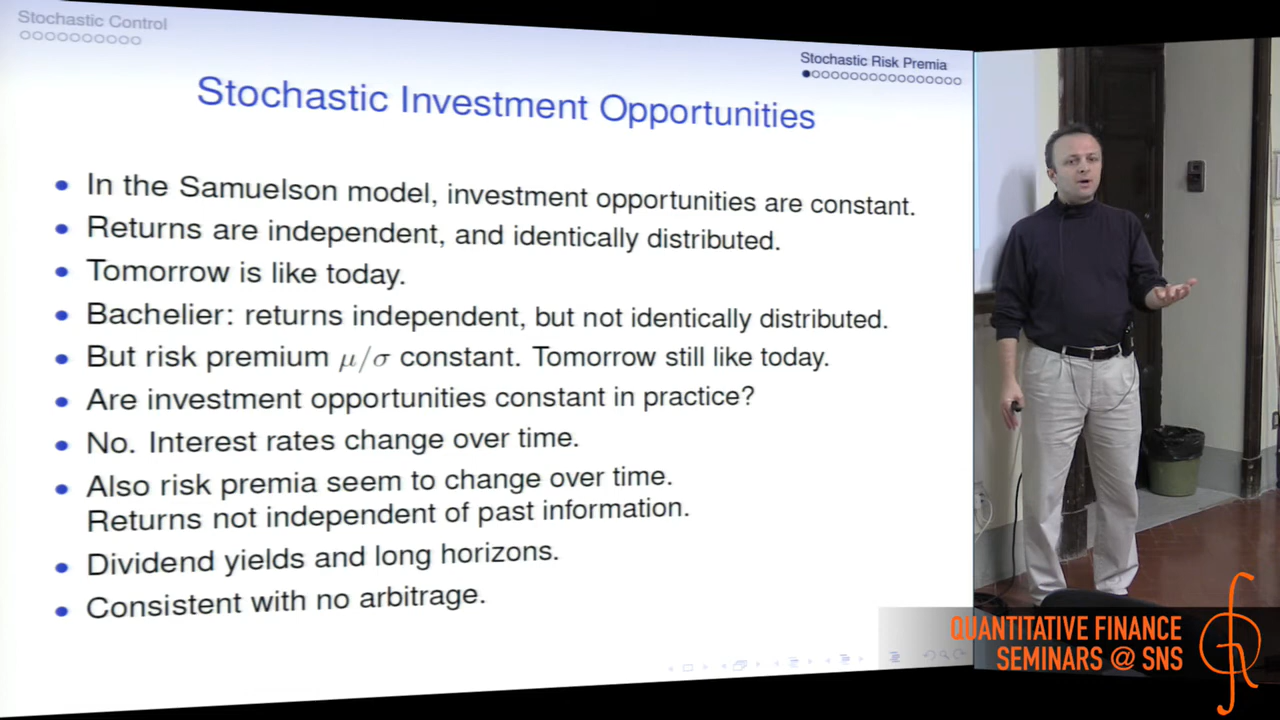 Stochastic Control
Stochastic Risk Premia
Stochastic Investment Opportunities
In the Samuelson model, investment opportunities are constant.
Returns are independent, and identically distributed.
Tomorrow is like today.
Bachelier: returns independent, but not identically distributed.
But risk premium μ/σ constant. Tomorrow still like today.
Are investment opportunities constant in practice?
No. Interest rates change over time.
Also risk premia seem to change over time.
Returns not independent of past information.
Dividend yields and long horizons.
Consistent with no arbitrage.
QUANTITATIVE FINANCE
SEMINARS @ SNS